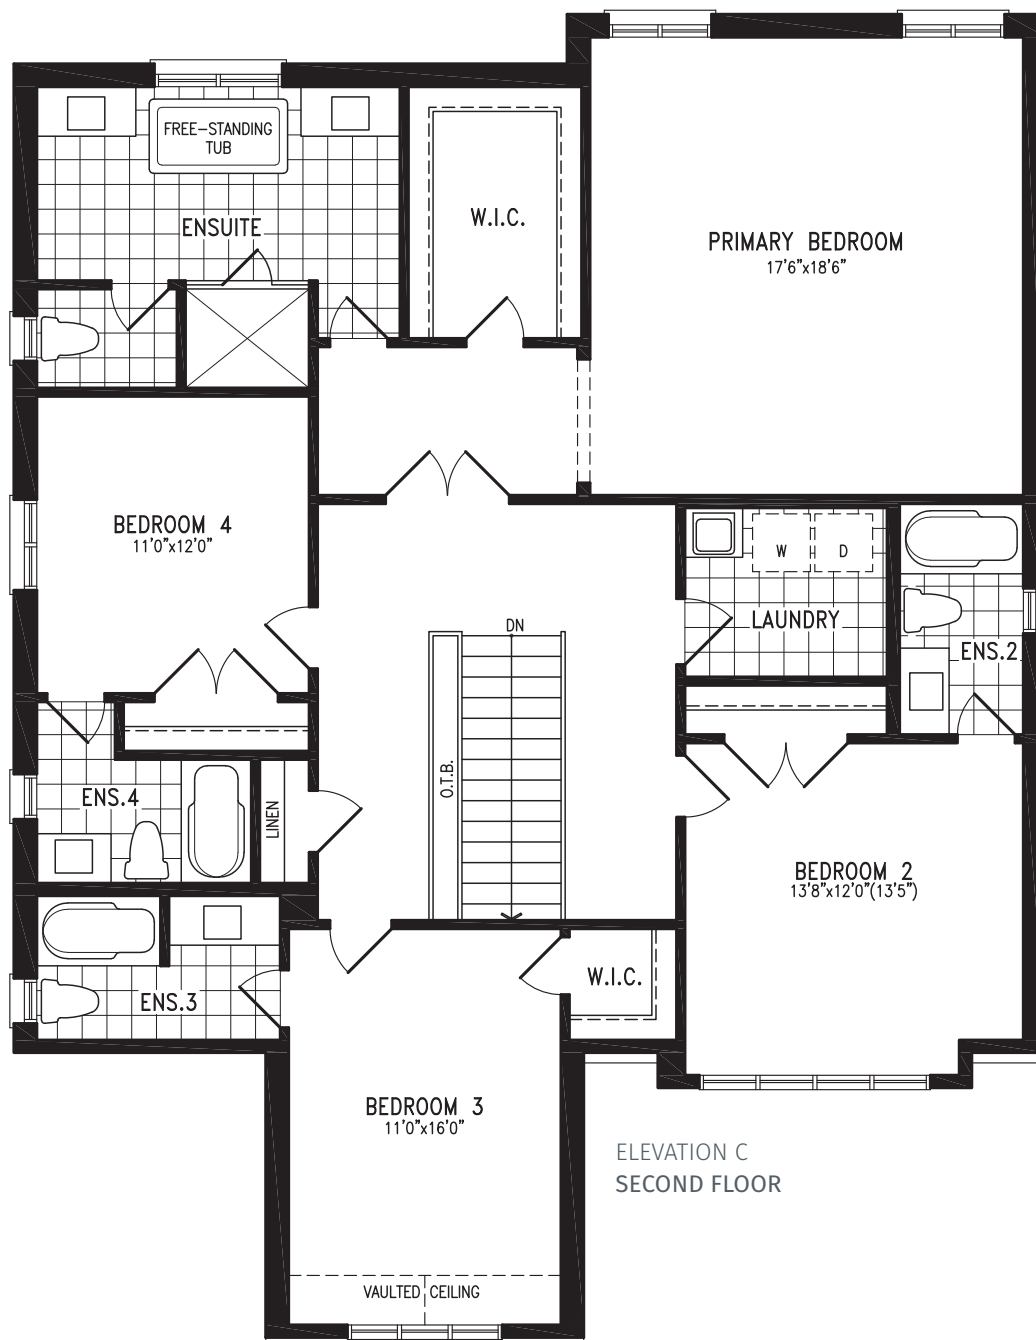 FREE-STANDING
TUB
ENSUITE
W.I.C.
PRIMARY BEDROOM
17'6"x18'6"
BEDROOM 4
11'0"x12'0"
W
D
LAUNDRY
ENS.2
DN
O.T.B.
ENS.4
LINEN
BEDROOM 2
13'8"x12'0"(13'5")
ENS.3
W.I.C.
BEDROOM 3
11'0"x16'0"
ELEVATION C
SECOND FLOOR
VAULTED CEILING